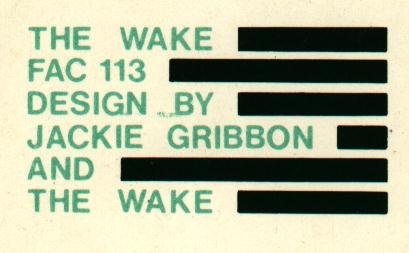 THE WAKE
FAC 113
DESIGN BY
JACKIE GRIBBON
AND
THE WAKE